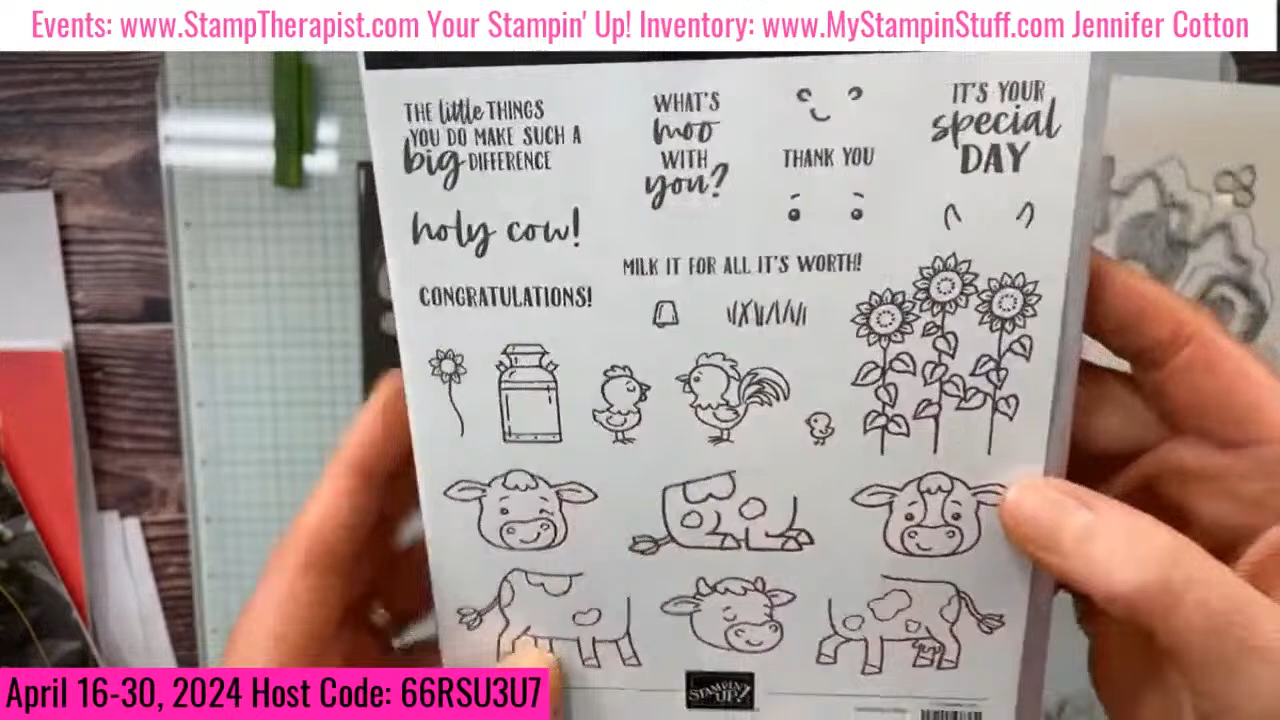 Events: www.StampTherapist.com Your Stampin' Up! Inventory: www.MyStampinStuff.com Jennifer Cotton
THE little THINGS
YOU DO MAKE SUCH A
big DIFFERENCE
holy cow!
CONGRATULATIONS!
WHAT'S
moo
WITH
you?
THANK YOU
IT'S YOUR
special
DAY
MILK IT FOR ALL IT'S WORTH!
STAMPIN'
UP!
April 16-30, 2024 Host Code: 66RSU3U7